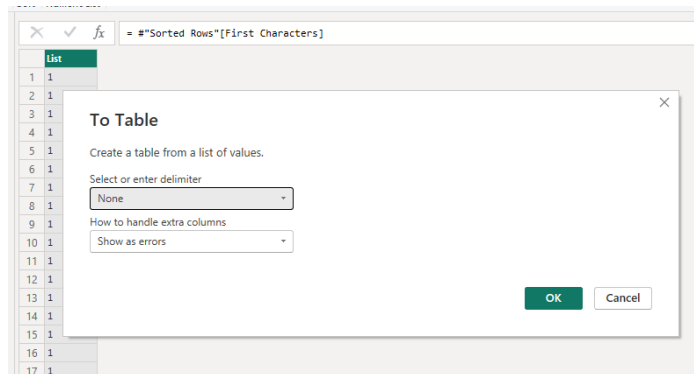 fx = #"Sorted Rows"[First Characters]
List
1 1
2 1
3 1
4 1
5 1
6 1
7 1
8 1
9 1
10 1
11 1
12 1
13 1
14 1
15 1
16 1
17 1
To Table
Create a table from a list of values.
Select or enter delimiter
None
How to handle extra columns
Show as errors
OK Cancel